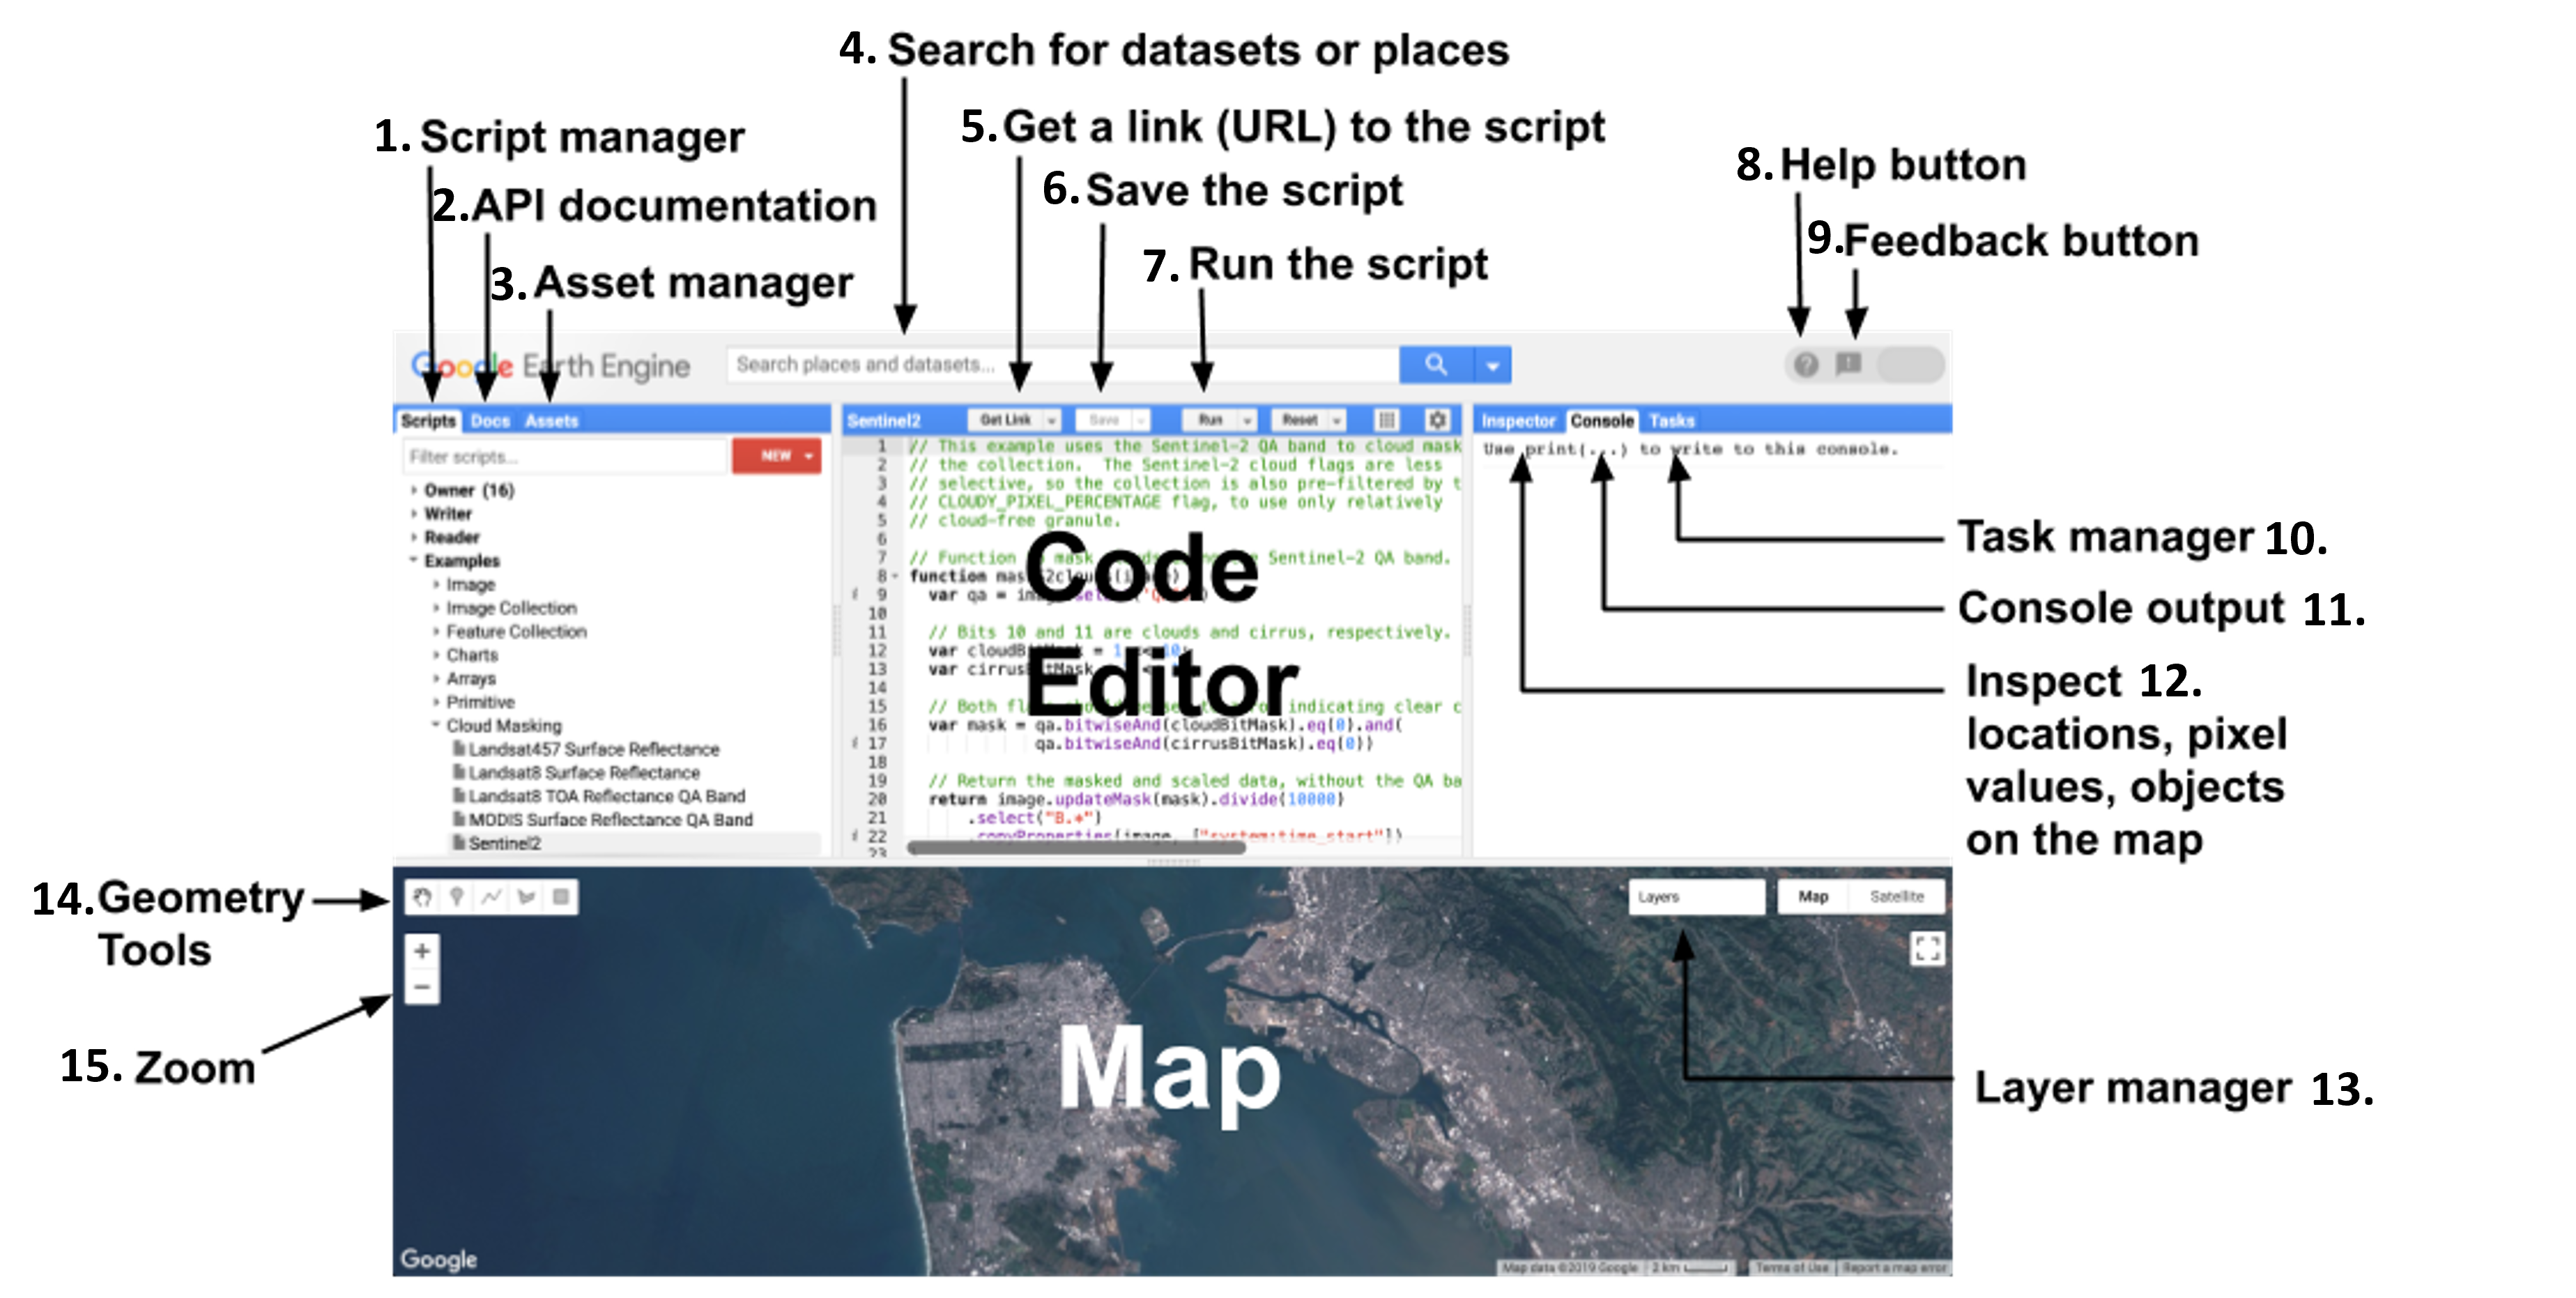 4. Search for datasets or places
5. Get a link (URL) to the script
1. Script manager
6. Save the script
8. Help button
2. API documentation
9. Feedback button
7. Run the script
3. Asset manager
Google Earth Engine
Search places and datasets...
Scripts Docs Assets
Filter scripts...
NEW
Owner (16)
Writer
Reader
Examples
Image
Image Collection
Feature Collection
Charts
Arrays
Primitive
Cloud Masking
Landsat457 Surface Reflectance
Landsat8 Surface Reflectance
Landsat8 TOA Reflectance QA Band
MODIS Surface Reflectance QA Band
Sentinel2
Sentinel2 Get Link Save Run Reset
1 // This example uses the Sentinel-2 QA band to cloud mask
2 // the collection. The Sentinel-2 cloud flags are less
3 // selective, so the collection is also pre-filtered by t
4 // CLOUDY_PIXEL_PERCENTAGE flag, to use only relatively
5 // cloud-free granule.
6
7 // Function mask Sentinel-2 QA band.
8 function
i 9 var qa =
10
11 // Bits 10 and 11 are clouds and cirrus, respectively.
12 var = 1 << 10;
13 var
14
15 // Both indicating clear c
16 var mask = qa.bitwiseAnd(cloudBitMask).eq(0).and(
i 17 qa.bitwiseAnd(cirrusBitMask).eq(0))
18
19 // Return the masked and scaled data, without the QA ba
20 return image.updateMask(mask).divide(10000)
21 .select("B.*")
i 22 .copyProperties(image, ["system:time_start"])
23
Code
Editor
Inspector Console Tasks
Use print(...) to write to this console.
Task manager 10.
Console output 11.
Inspect 12.
locations, pixel
values, objects
on the map
14. Geometry
Tools
15. Zoom
Layers
Map Satellite
Map
Layer manager 13.
Google
Map data ©2019 Google 2 km Terms of Use Report a map error